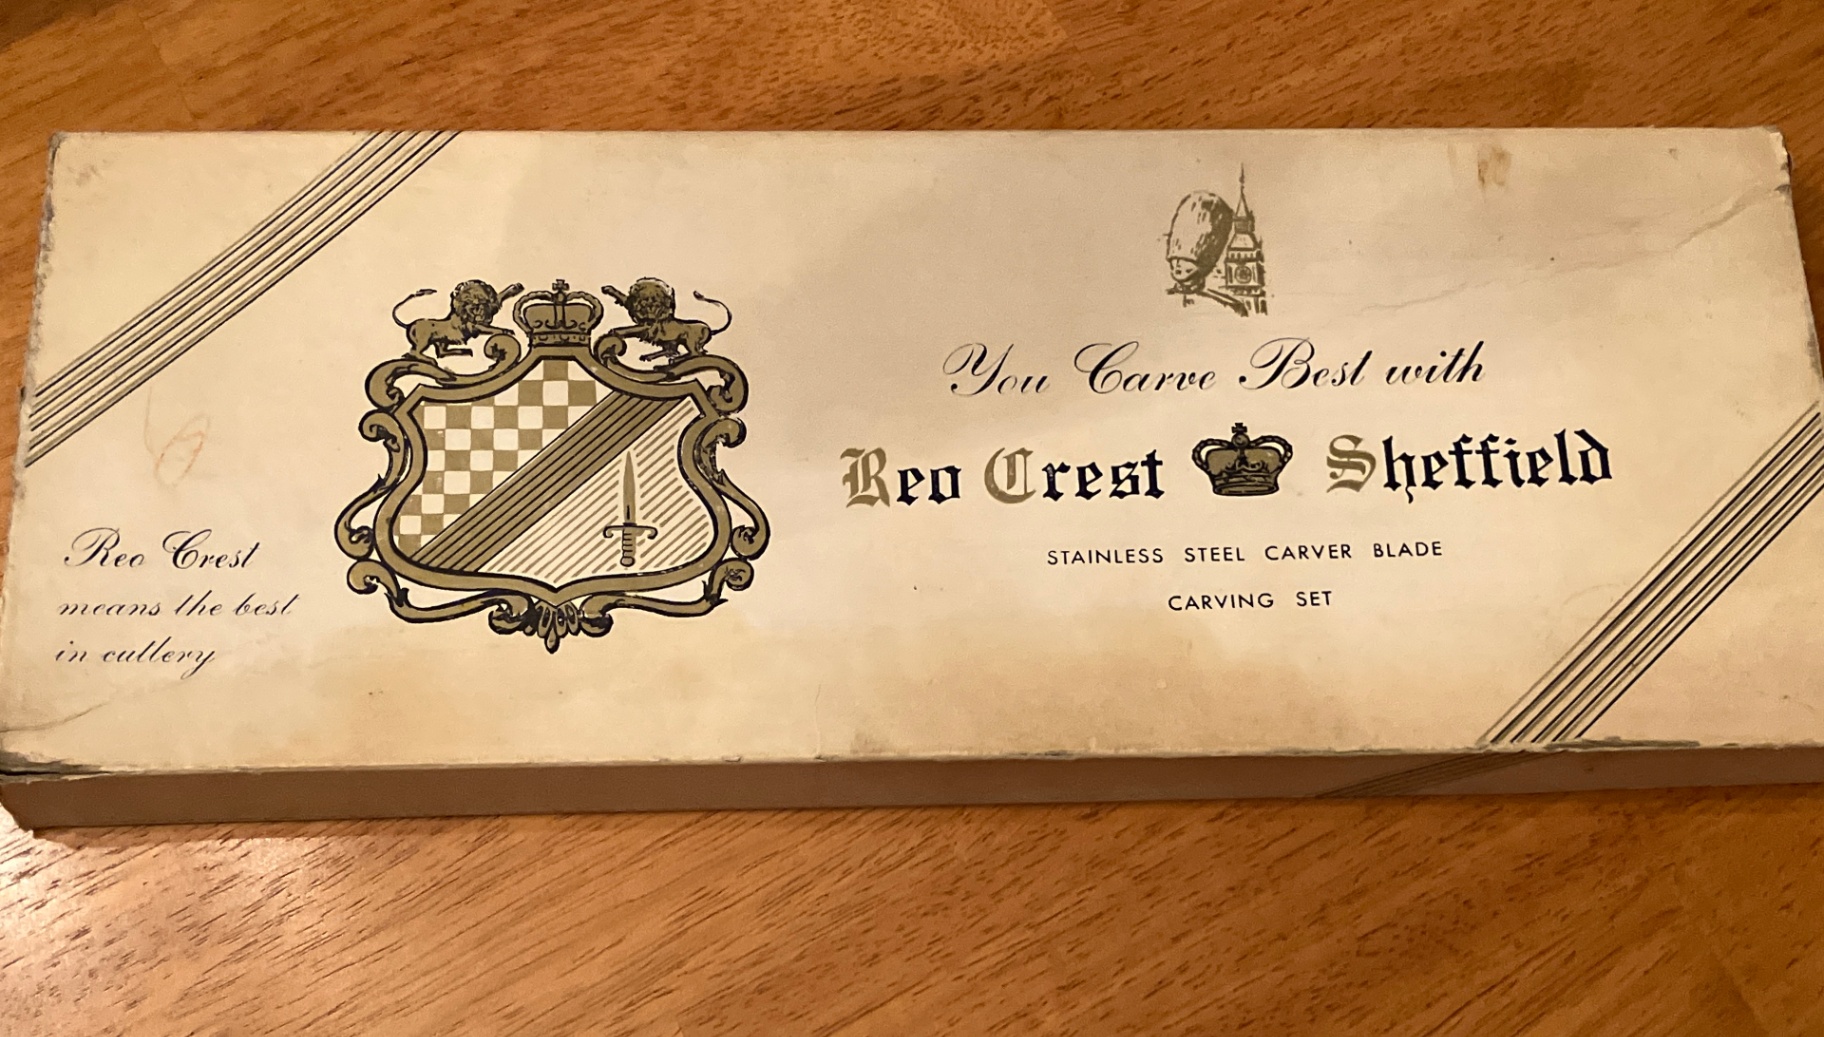 You Carve Best with
Reo Crest Sheffield
STAINLESS STEEL CARVER BLADE
CARVING SET
Reo Crest
means the best
in cutlery